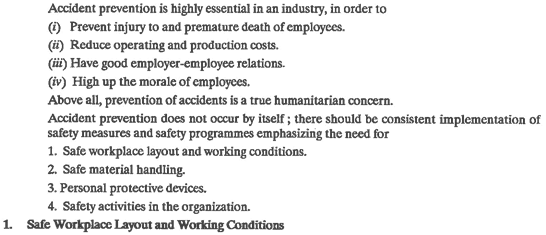 Accident prevention is highly essential in an industry, in order to
(i) Prevent injury to and premature death of employees.
(ii) Reduce operating and production costs.
(iii) Have good employer-employee relations.
(iv) High up the morale of employees.
Above all, prevention of accidents is a true humanitarian concern.
Accident prevention does not occur by itself ; there should be consistent implementation of
safety measures and safety programmes emphasizing the need for
1. Safe workplace layout and working conditions.
2. Safe material handling.
3. Personal protective devices.
4. Safety activities in the organization.
1. Safe Workplace Layout and Working Conditions